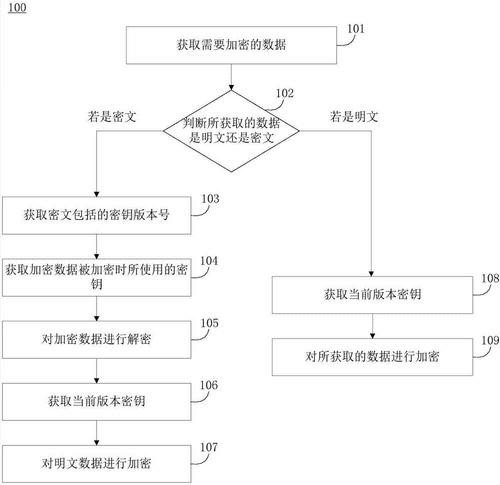 100
获取需要加密的数据
101
102
判断所获取的数据
是明文还是密文
若是密文
若是明文
获取密文包括的密钥版本号
103
获取加密数据被加密时所使用的密
钥
104
对加密数据进行解密
105
获取当前版本密钥
106
对明文数据进行加密
107
获取当前版本密钥
108
对所获取的数据进行加密
109